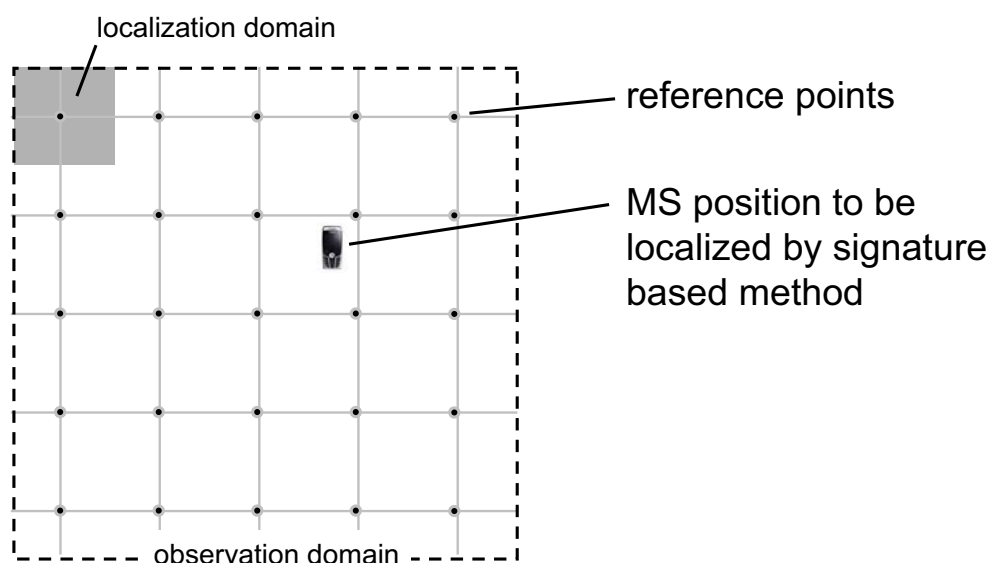 localization domain
reference points
MS position to be
localized by signature
based method
observation domain